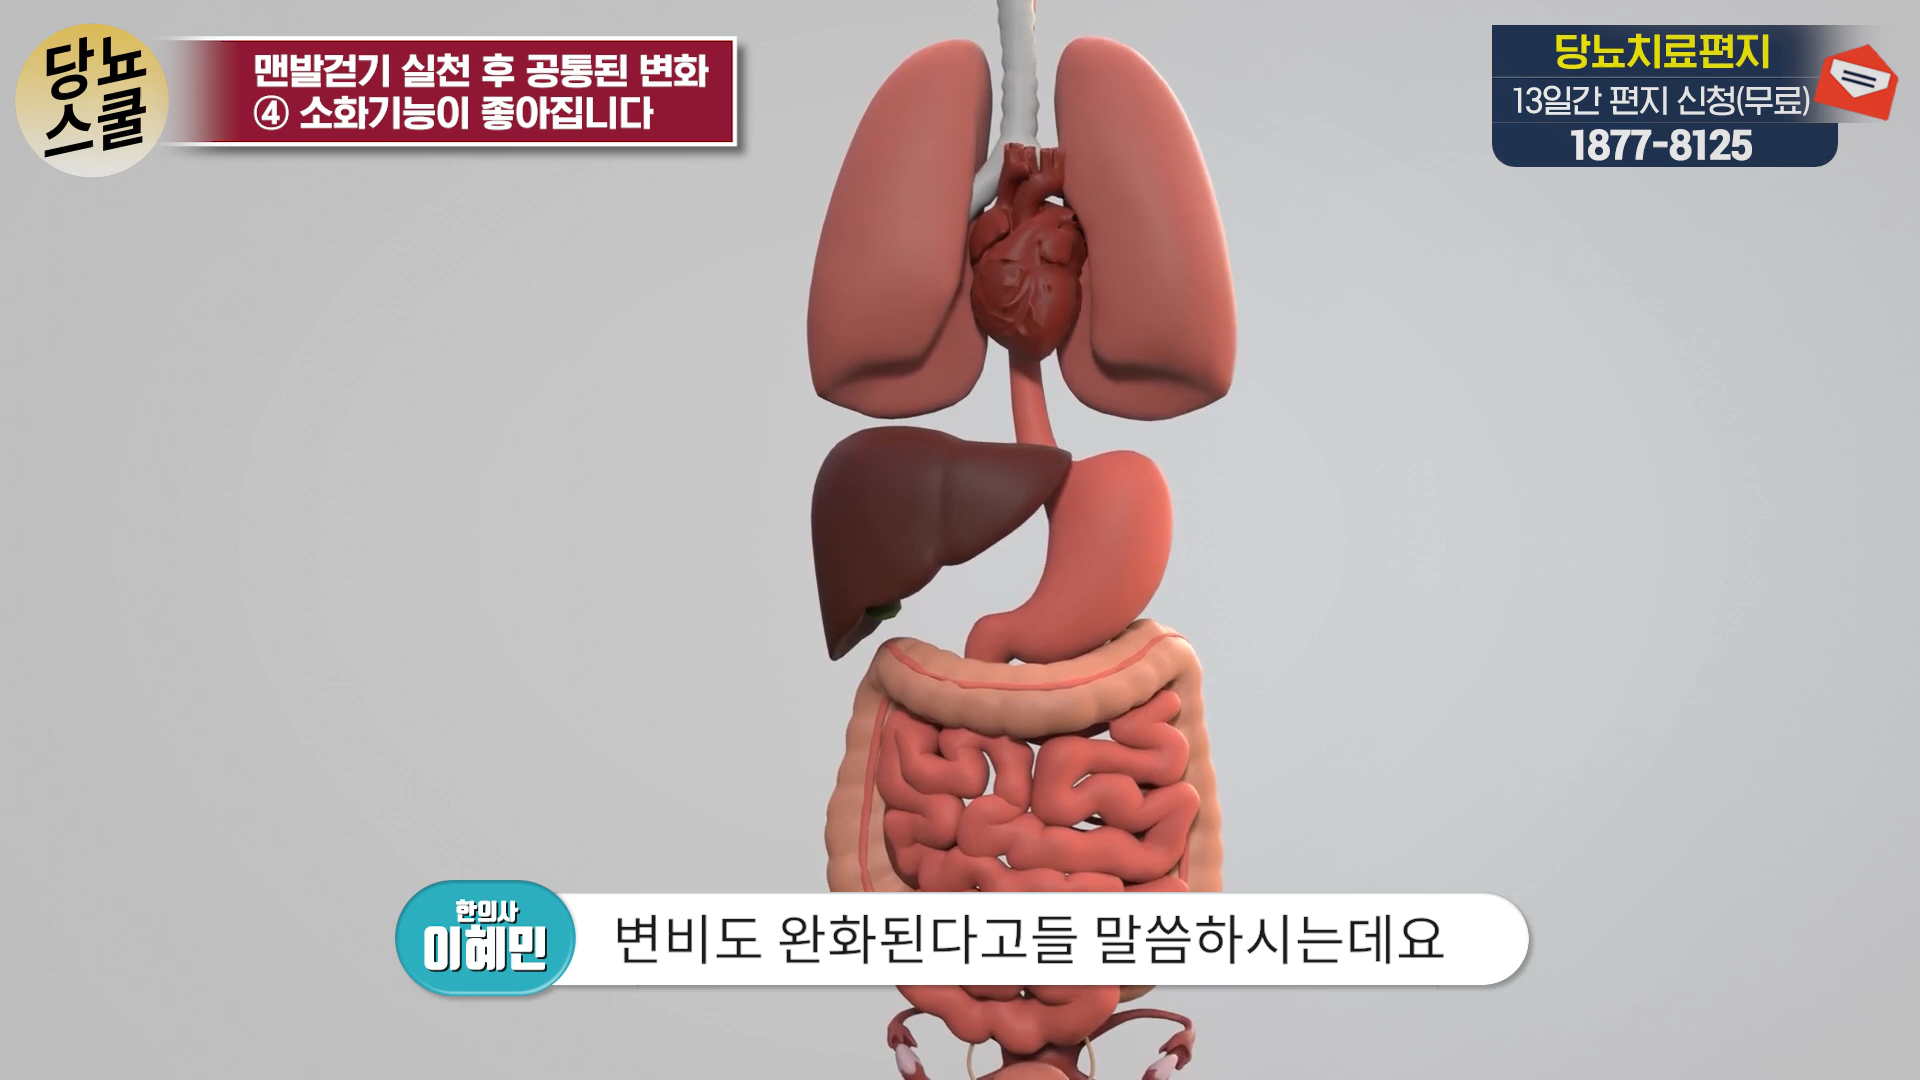 당뇨
스쿨
맨발걷기 실천 후 공통된 변화
④ 소화기능이 좋아집니다
당뇨치료편지
13일간 편지 신청(무료)
1877-8125
한의사
이혜민
변비도 완화된다고들 말씀하시는데요